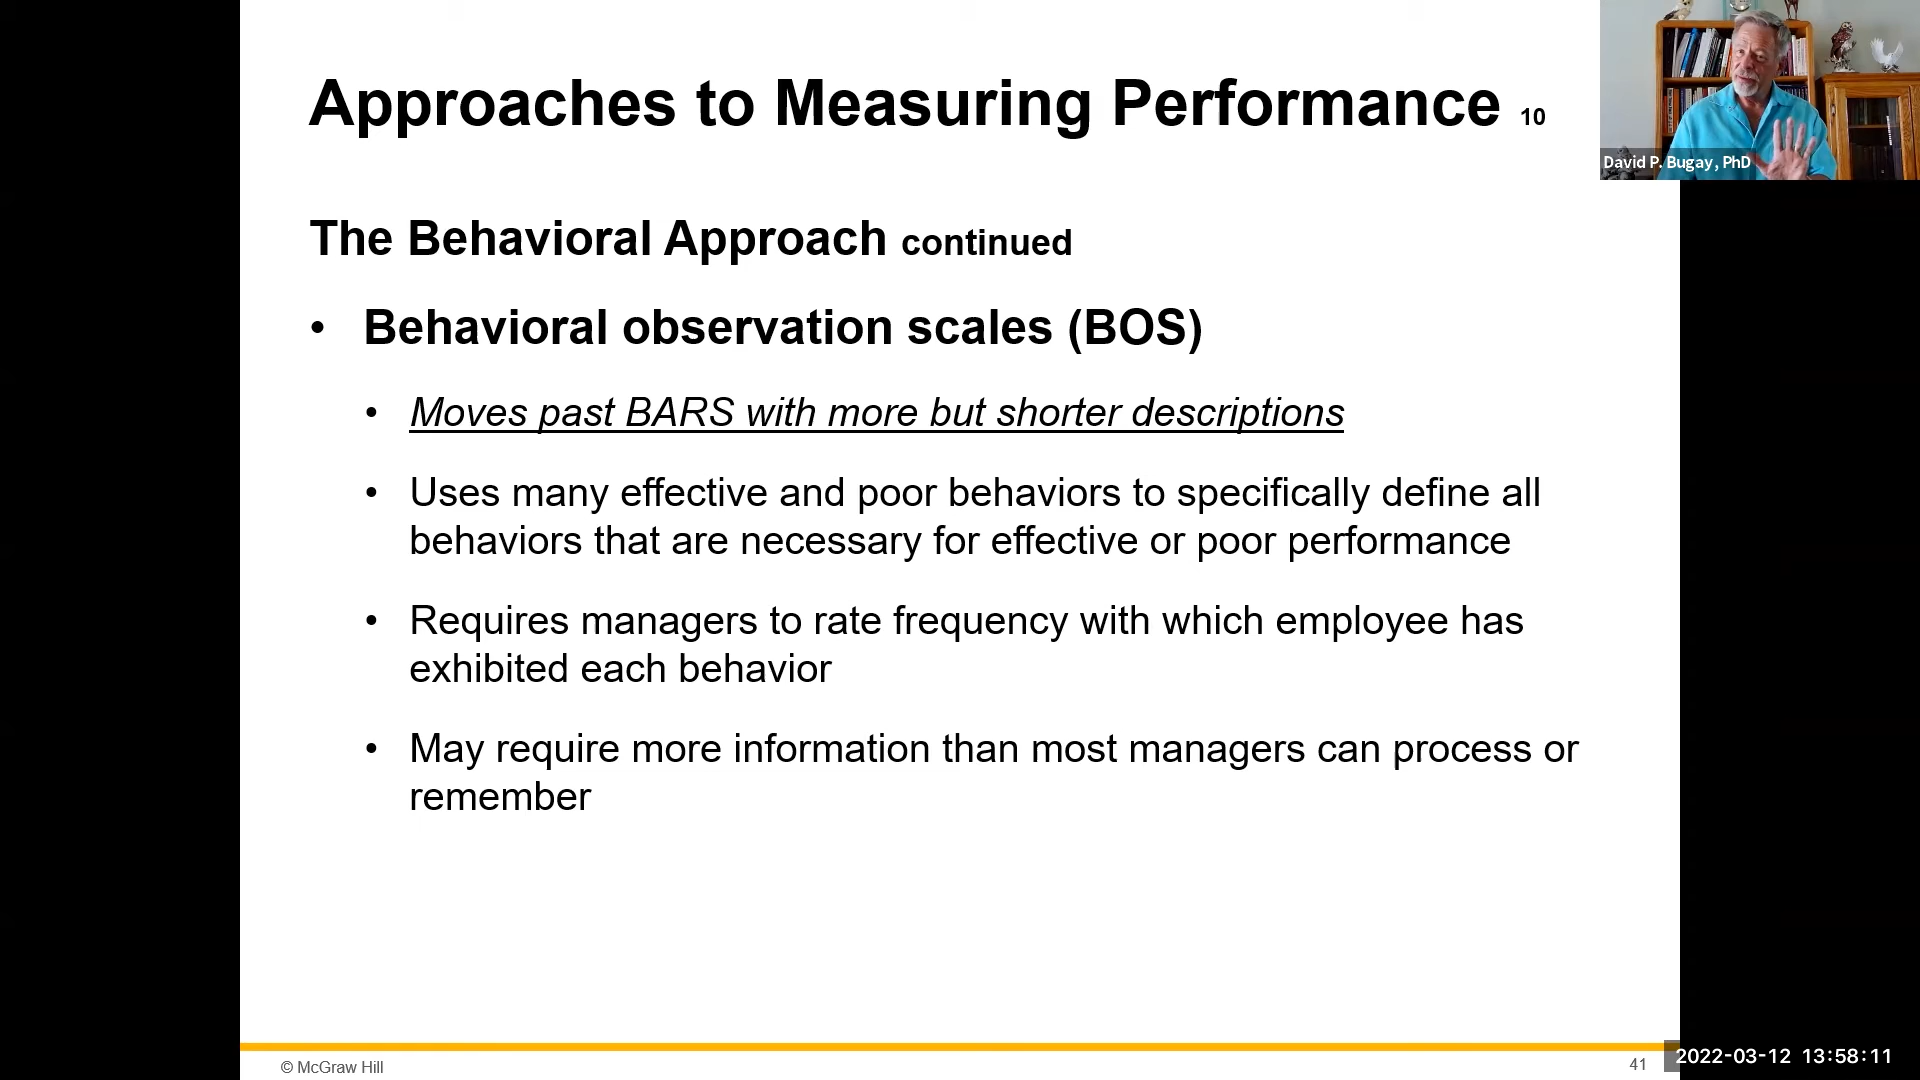 Approaches to Measuring Performance 10
David P. Bugay, PhD
The Behavioral Approach continued
• Behavioral observation scales (BOS)
• Moves past BARS with more but shorter descriptions
• Uses many effective and poor behaviors to specifically define all
behaviors that are necessary for effective or poor performance
• Requires managers to rate frequency with which employee has
exhibited each behavior
• May require more information than most managers can process or
remember
© McGraw Hill
41
2022-03-12 13:58:11